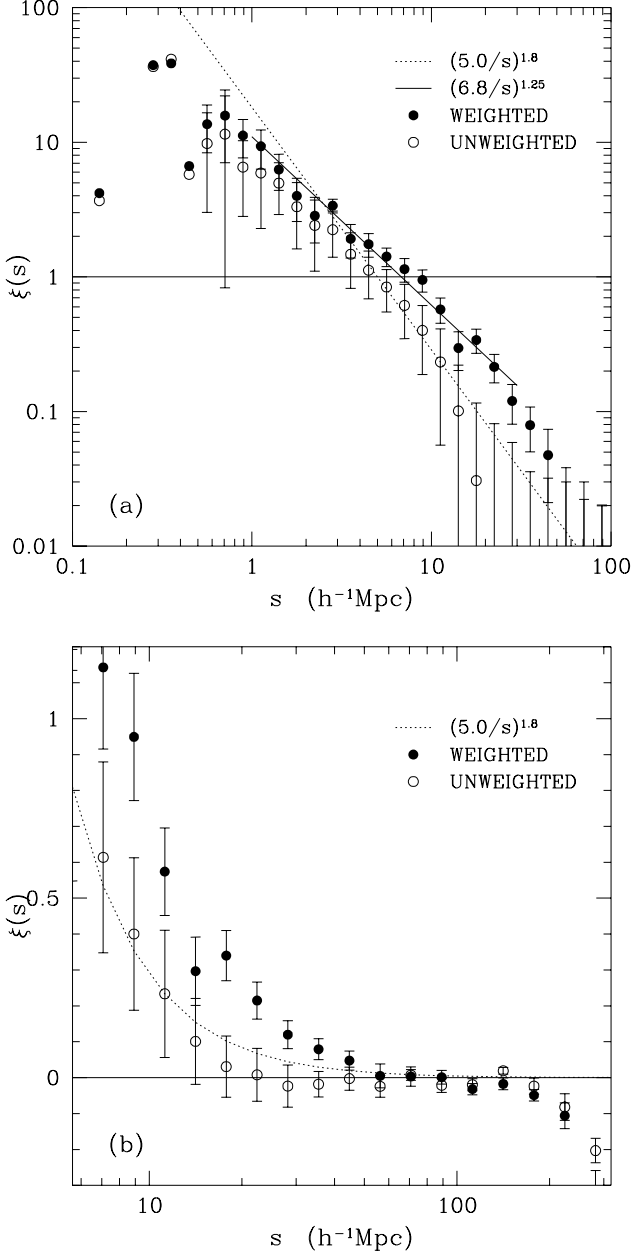 100
10
1
0.1
0.01
ξ(s)
(5.0/s)^1.8
(6.8/s)^1.25
WEIGHTED
UNWEIGHTED
(a)
0.1
1
10
100
s (h⁻¹Mpc)
1
0.5
0
ξ(s)
(5.0/s)^1.8
WEIGHTED
UNWEIGHTED
(b)
10
100
s (h⁻¹Mpc)